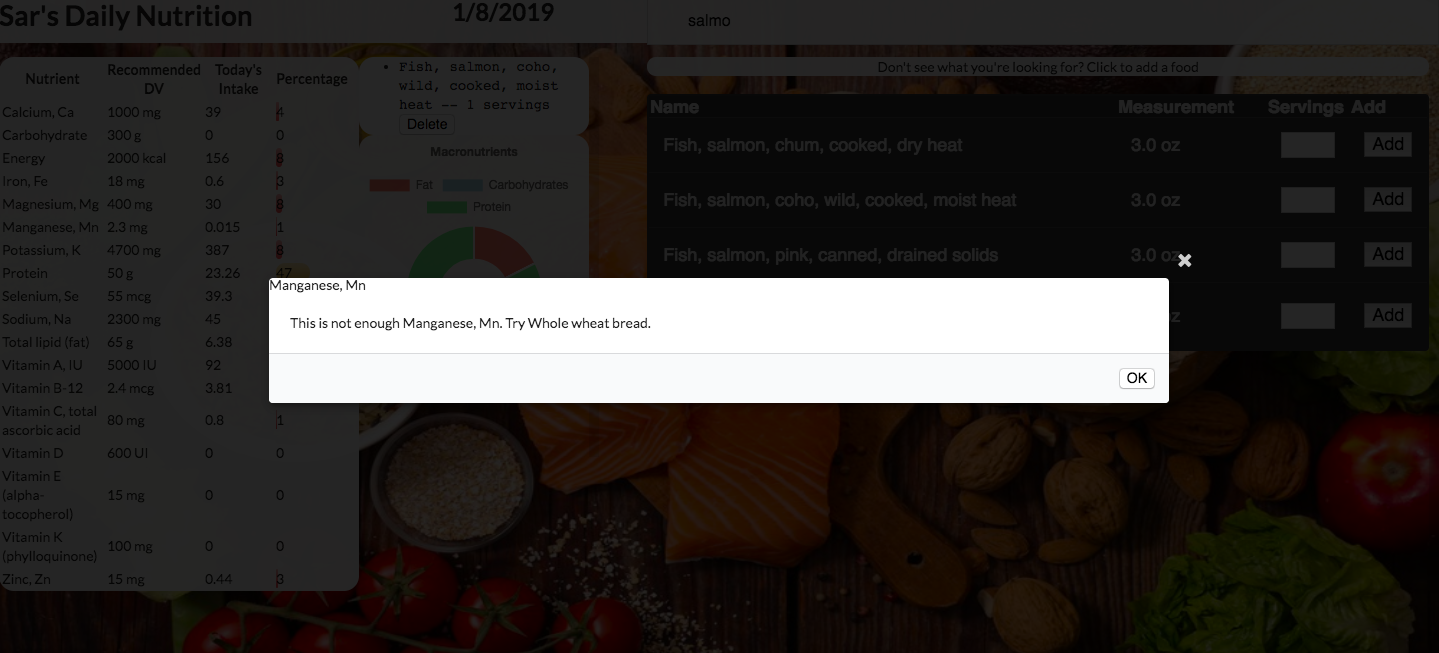 Sar's Daily Nutrition
1/8/2019
salmo
Don't see what you're looking for? Click to add a food
Nutrient Recommended DV Today's Intake Percentage
Calcium, Ca 1000 mg 39 4
Carbohydrate 300 g 0 0
Energy 2000 kcal 156 8
Iron, Fe 18 mg 0.6 3
Magnesium, Mg 400 mg 30 8
Manganese, Mn 2.3 mg 0.015 1
Potassium, K 4700 mg 387 8
Protein 50 g 23.26 47
Selenium, Se 55 mcg 39.3
Sodium, Na 2300 mg 45
Total lipid (fat) 65 g 6.38
Vitamin A, IU 5000 IU 92
Vitamin B-12 2.4 mcg 3.81
Vitamin C, total ascorbic acid 80 mg 0.8 1
Vitamin D 600 UI 0 0
Vitamin E (alpha-tocopherol) 15 mg 0 0
Vitamin K (phylloquinone) 100 mg 0 0
Zinc, Zn 15 mg 0.44 3
Fish, salmon, coho,
wild, cooked, moist
heat -- 1 servings
Delete
Macronutrients
Fat Carbohydrates
Protein
Name Measurement Servings Add
Fish, salmon, chum, cooked, dry heat 3.0 oz Add
Fish, salmon, coho, wild, cooked, moist heat 3.0 oz Add
Fish, salmon, pink, canned, drained solids 3.0 oz Add
oz Add
Manganese, Mn
This is not enough Manganese, Mn. Try Whole wheat bread.
OK